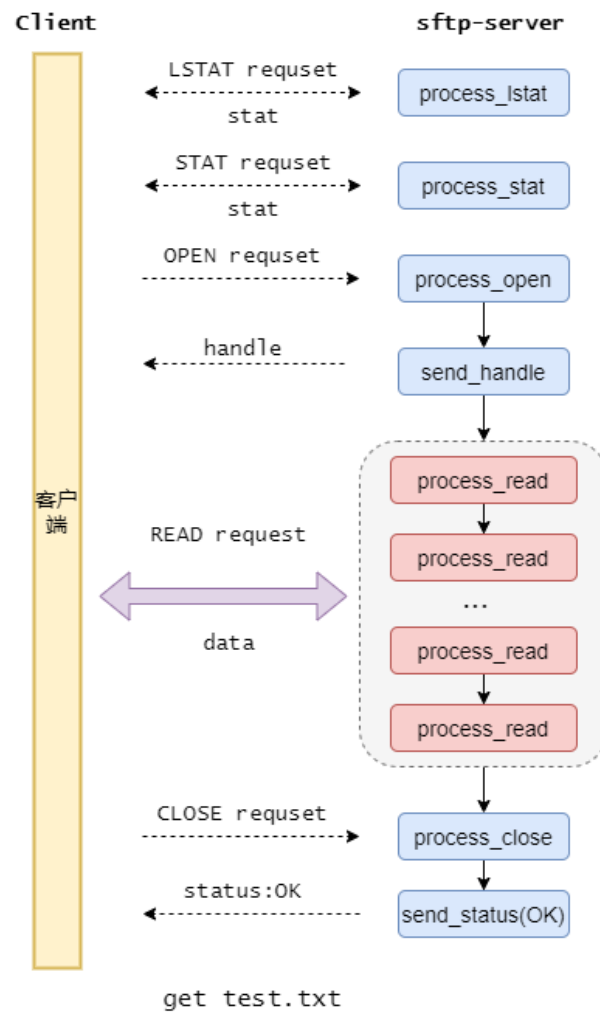 Client
sftp-server
LSTAT requset
process_lstat
stat
STAT requset
process_stat
stat
OPEN requset
process_open
handle
send_handle
process_read
客户
端
READ request
process_read
...
data
process_read
process_read
CLOSE requset
process_close
status:OK
send_status(OK)
get test.txt